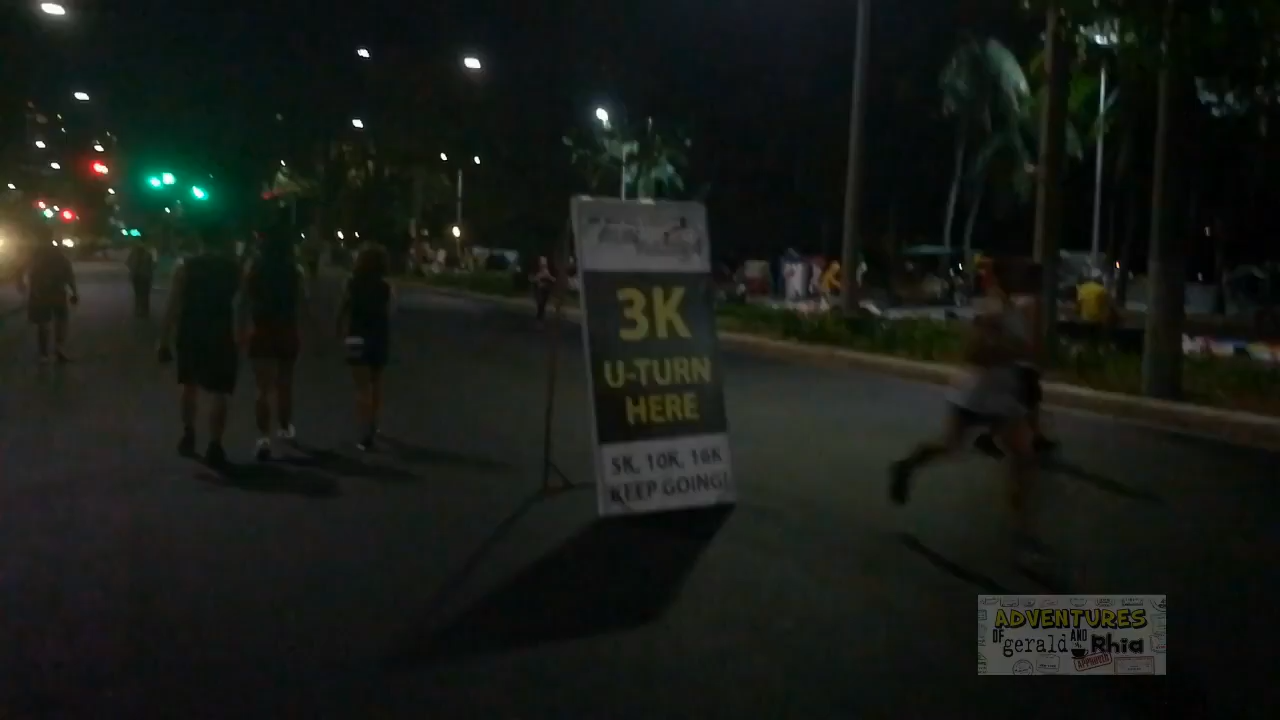 3K
U-TURN
HERE
5K, 10K, 16K
KEEP GOING!
ADVENTURES
OF gerald AND Rhia